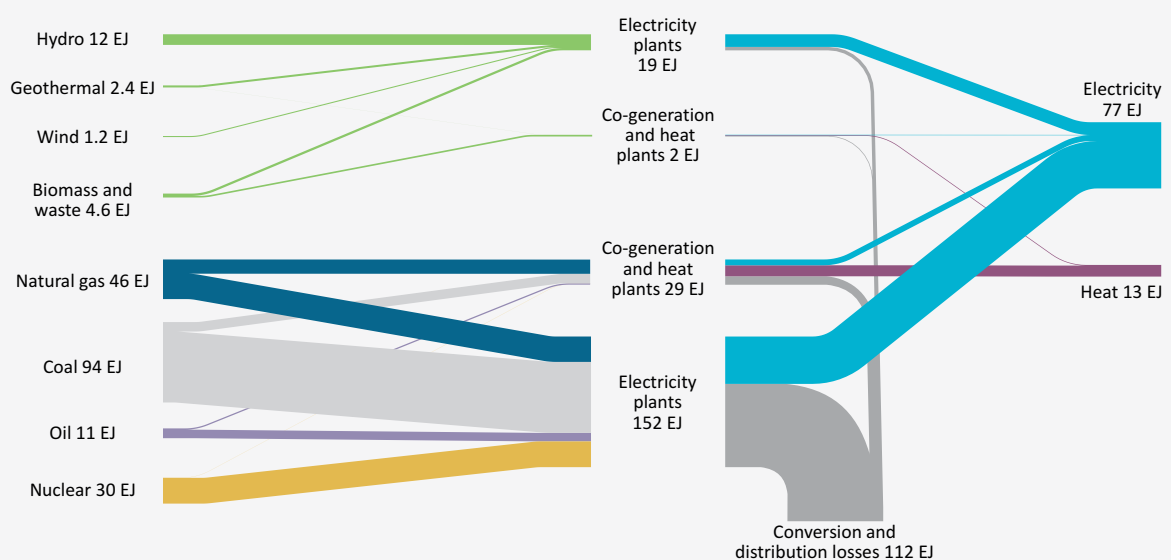 Hydro 12 EJ
Geothermal 2.4 EJ
Wind 1.2 EJ
Biomass and
waste 4.6 EJ
Natural gas 46 EJ
Coal 94 EJ
Oil 11 EJ
Nuclear 30 EJ
Electricity
plants
19 EJ
Co-generation
and heat
plants 2 EJ
Co-generation
and heat
plants 29 EJ
Electricity
plants
152 EJ
Electricity
77 EJ
Heat 13 EJ
Conversion and
distribution losses 112 EJ